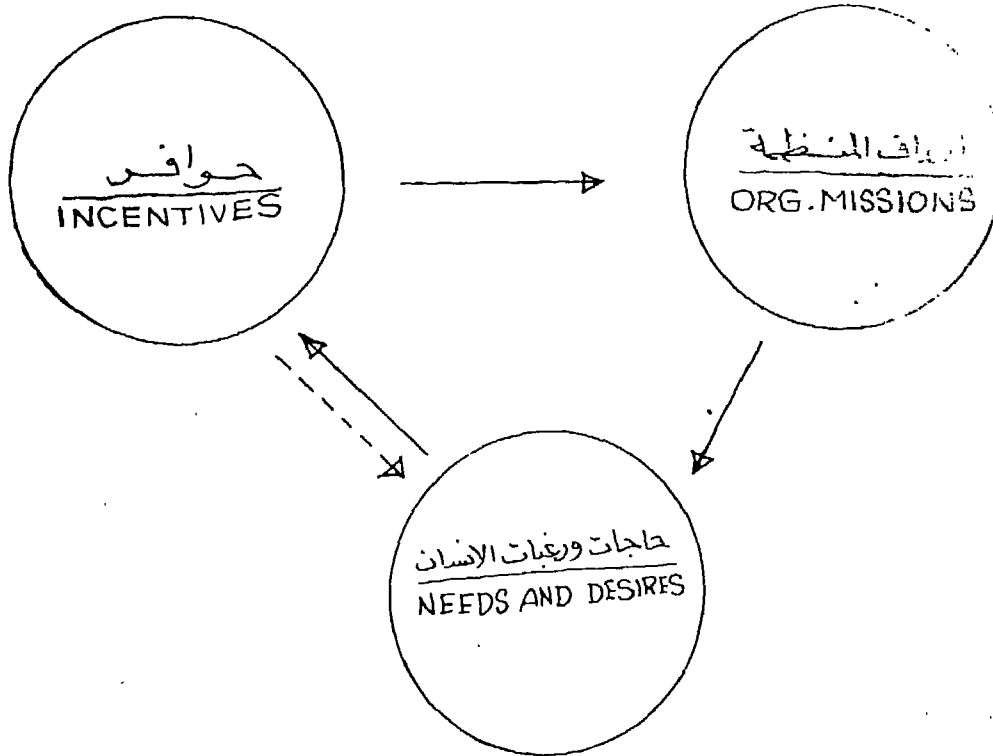 حوافز
INCENTIVES
المنظمة
ORG. MISSIONS
حاجات ورغبات الانسان
NEEDS AND DESIRES